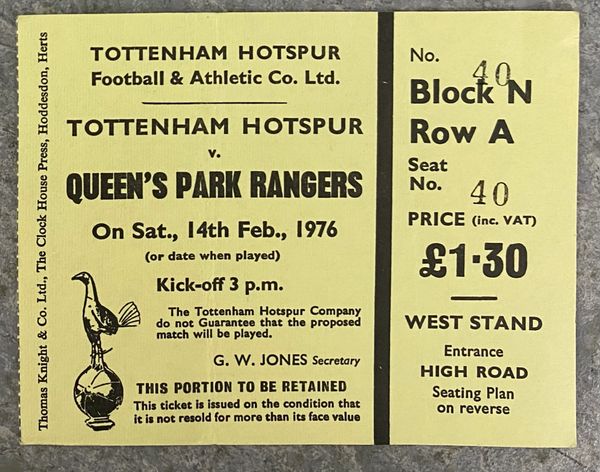 Thomas Knight & Co. Ltd., The Clock House Press, Hoddesdon, Herts
TOTTENHAM HOTSPUR
Football & Athletic Co. Ltd.
TOTTENHAM HOTSPUR
v.
QUEEN'S PARK RANGERS
On Sat., 14th Feb., 1976
(or date when played)
Kick-off 3 p.m.
The Tottenham Hotspur Company
do not Guarantee that the proposed
match will be played.
G. W. JONES Secretary
THIS PORTION TO BE RETAINED
This ticket is issued on the condition that
it is not resold for more than its face value
No. 40
Block N
Row A
Seat
No. 40
PRICE (inc. VAT)
£1·30
WEST STAND
Entrance
HIGH ROAD
Seating Plan
on reverse